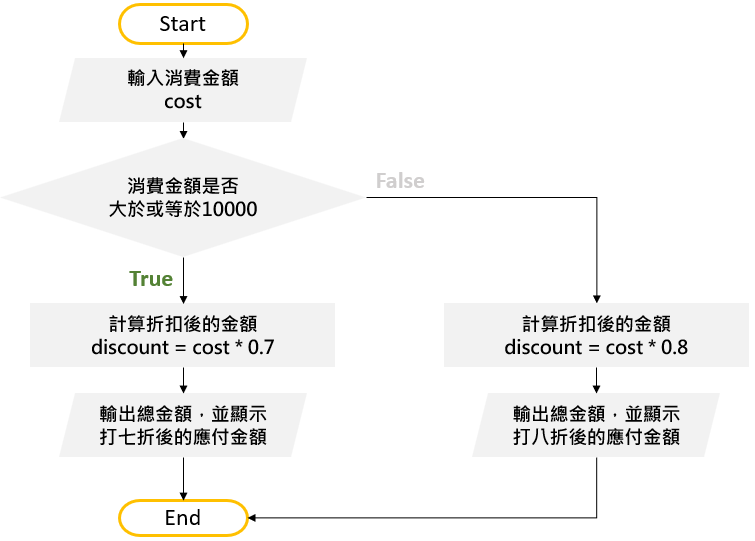 Start
輸入消費金額
cost
消費金額是否
大於或等於10000
False
True
計算折扣後的金額
discount = cost * 0.7
計算折扣後的金額
discount = cost * 0.8
輸出總金額，並顯示
打七折後的應付金額
輸出總金額，並顯示
打八折後的應付金額
End